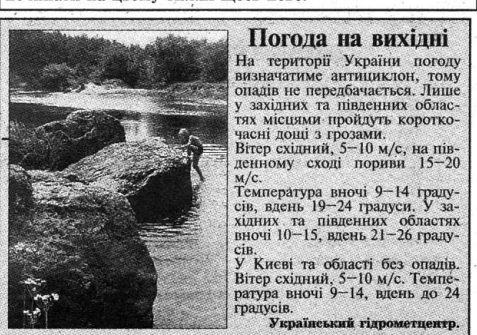 Погода на вихідні
На території України погоду
визначатиме антициклон, тому
опадів не передбачається. Лише
у західних та південних облас-
тях місцями пройдуть коротко-
часні дощі з грозами.
Вітер східний, 5–10 м/с, на пів-
денному сході пориви 15–20
м/с.
Температура вночі 9–14 граду-
сів, вдень 19–24 градуси. У за-
хідних та південних областях
вночі 10–15, вдень 21–26 граду-
сів.
У Києві та області без опадів.
Вітер східний, 5–10 м/с. Темпе-
ратура вночі 9–14, вдень до 24
градусів.
Український гідрометцентр.